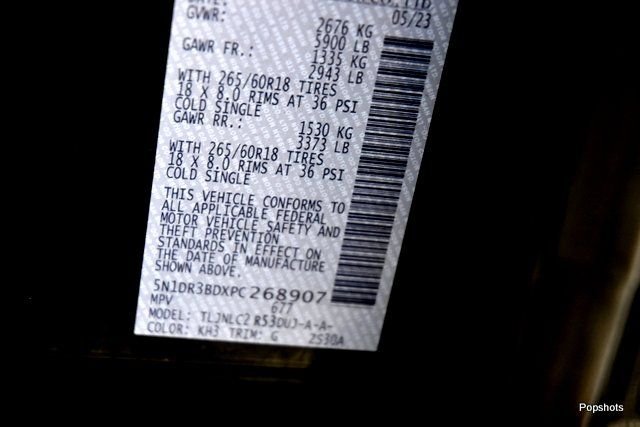 05/23
GVWR: 2676 KG
5900 LB
GAWR FR.: 1335 KG
2943 LB
WITH 265/60R18 TIRES
18 X 8.0 RIMS AT 36 PSI
COLD SINGLE
GAWR RR.: 1530 KG
3373 LB
WITH 265/60R18 TIRES
18 X 8.0 RIMS AT 36 PSI
COLD SINGLE
THIS VEHICLE CONFORMS TO
ALL APPLICABLE FEDERAL
MOTOR VEHICLE SAFETY AND
THEFT PREVENTION
STANDARDS IN EFFECT ON
THE DATE OF MANUFACTURE
SHOWN ABOVE.
5N1DR3BDXPC268907
MPV 677
MODEL: TLJNLC2 R53DUJ-A-A-
COLOR: KH3 TRIM: G 2530A
Popshots